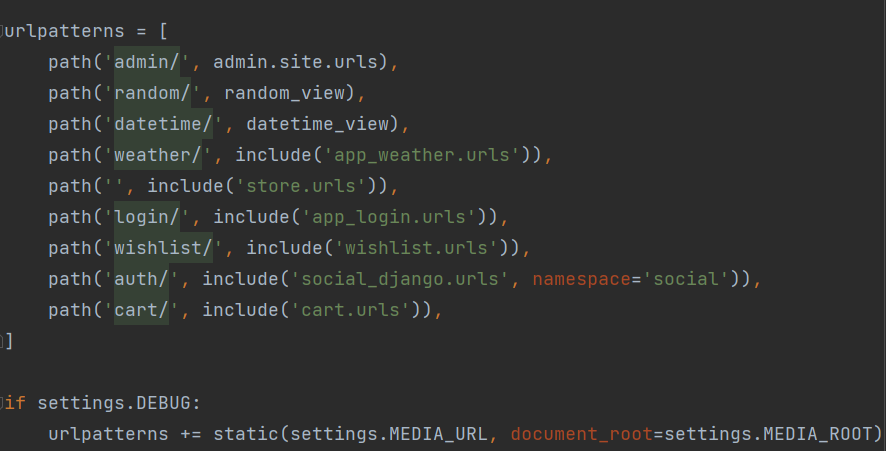 urlpatterns = [
    path('admin/', admin.site.urls),
    path('random/', random_view),
    path('datetime/', datetime_view),
    path('weather/', include('app_weather.urls')),
    path('', include('store.urls')),
    path('login/', include('app_login.urls')),
    path('wishlist/', include('wishlist.urls')),
    path('auth/', include('social_django.urls', namespace='social')),
    path('cart/', include('cart.urls')),
]
if settings.DEBUG:
    urlpatterns += static(settings.MEDIA_URL, document_root=settings.MEDIA_ROOT)